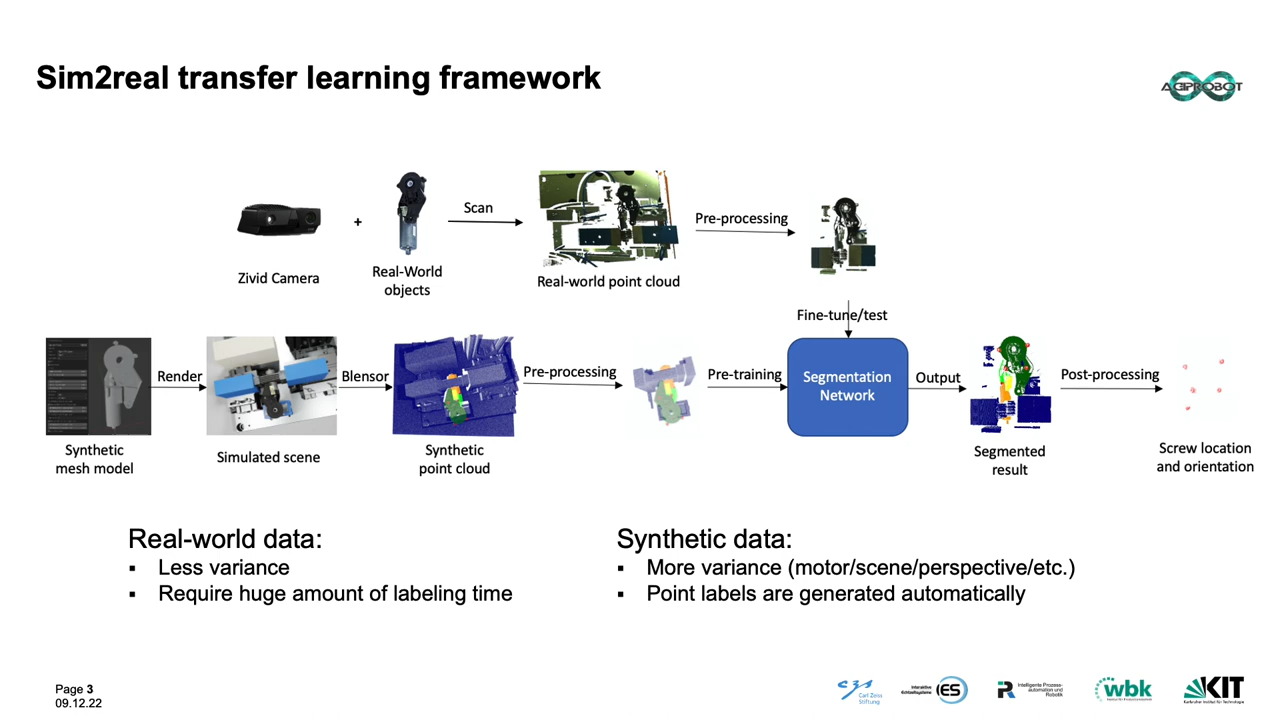 Sim2real transfer learning framework
AGIPROBOT
Zivid Camera
+
Real-World
objects
Scan
Real-world point cloud
Pre-processing
Fine-tune/test
Synthetic
mesh model
Render
Simulated scene
Blensor
Synthetic
point cloud
Pre-processing
Pre-training
Segmentation
Network
Output
Segmented
result
Post-processing
Screw location
and orientation
Real-world data:
▪ Less variance
▪ Require huge amount of labeling time
Synthetic data:
▪ More variance (motor/scene/perspective/etc.)
▪ Point labels are generated automatically
Page 3
09.12.22
Carl Zeiss
Stiftung
Interaktive
Echtzeitsysteme
IES
IPR
Intelligente Prozess-
automation und
Robotik
wbk
KIT
Karlsruher Institut für Technologie